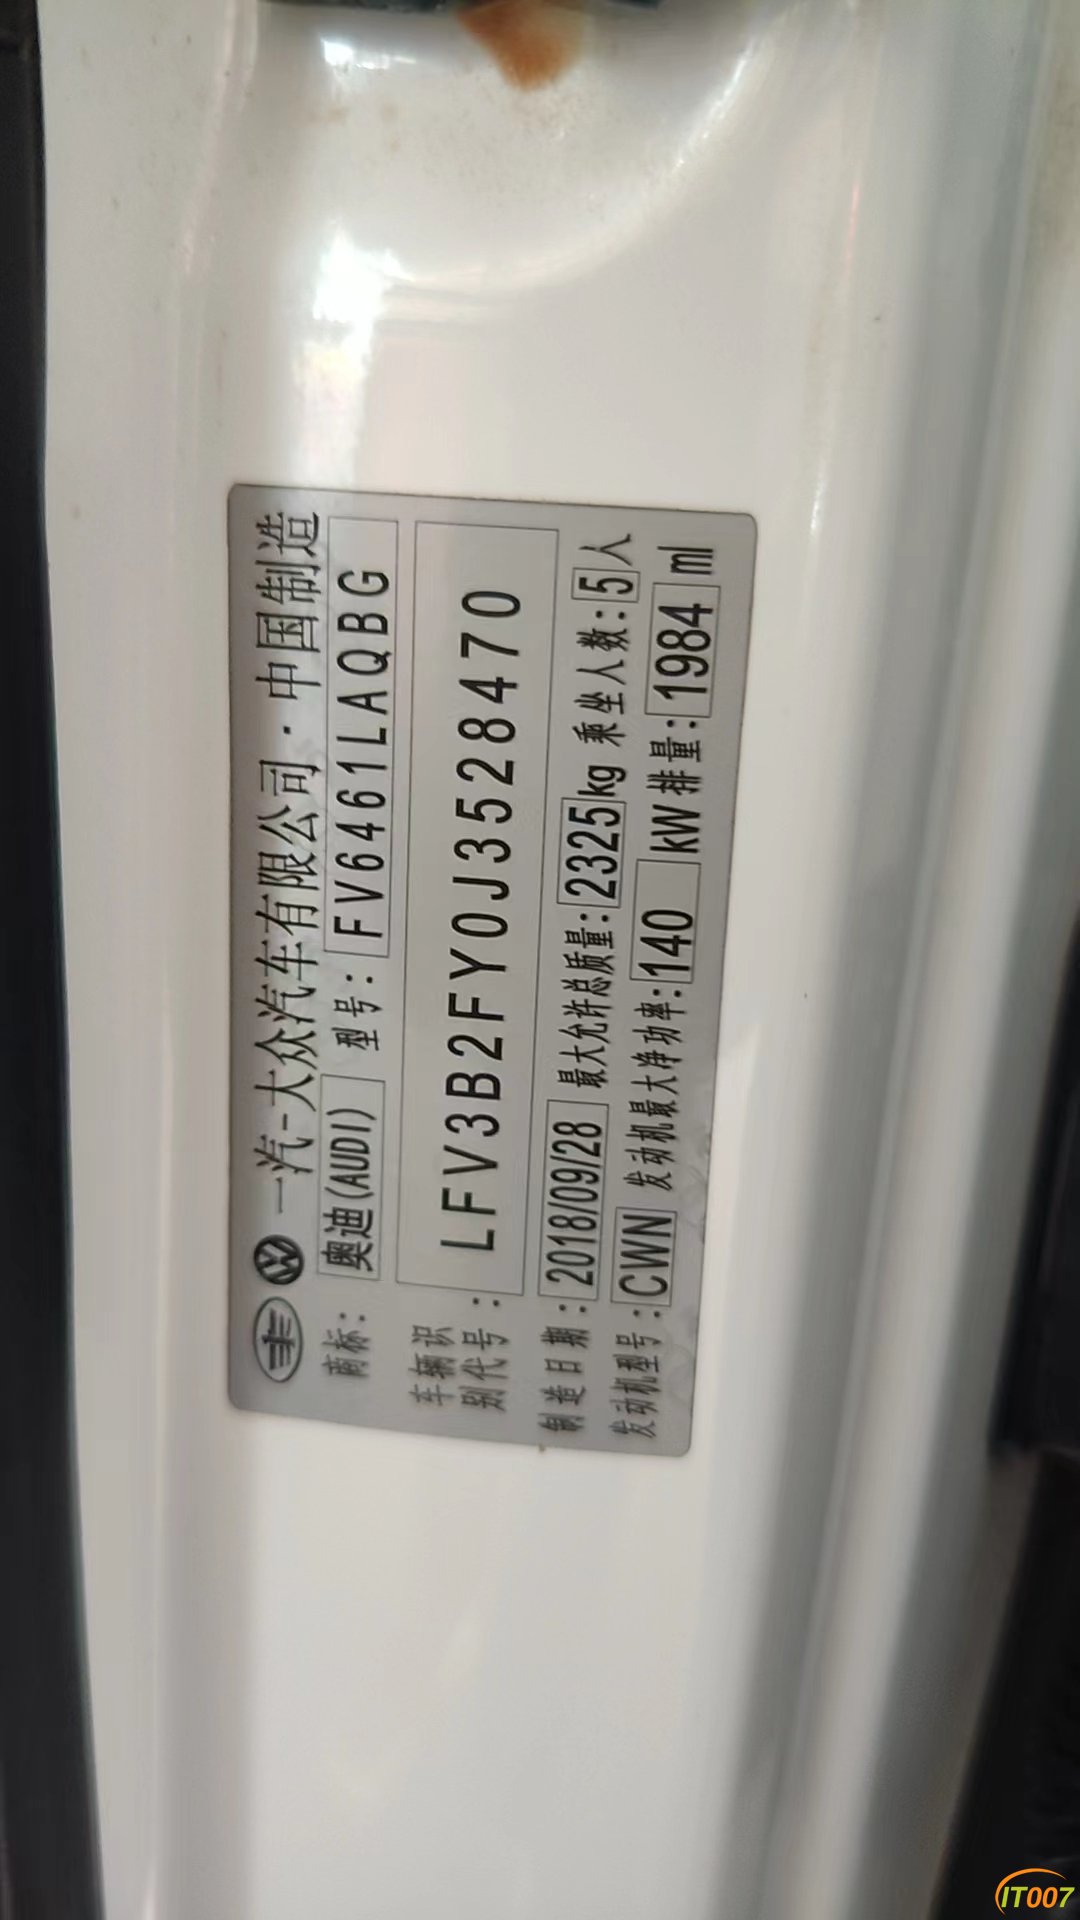 一汽-大众汽车有限公司·中国制造
商标：奥迪(AUDI) 型号：FV6461LAQBG
车辆识别代号：LFV3B2FY0J3528470
制造日期：2018/09/28 最大允许总质量：2325kg 乘坐人数：5人
发动机型号：CWN 发动机最大净功率：140 kW 排量：1984 ml
IT007